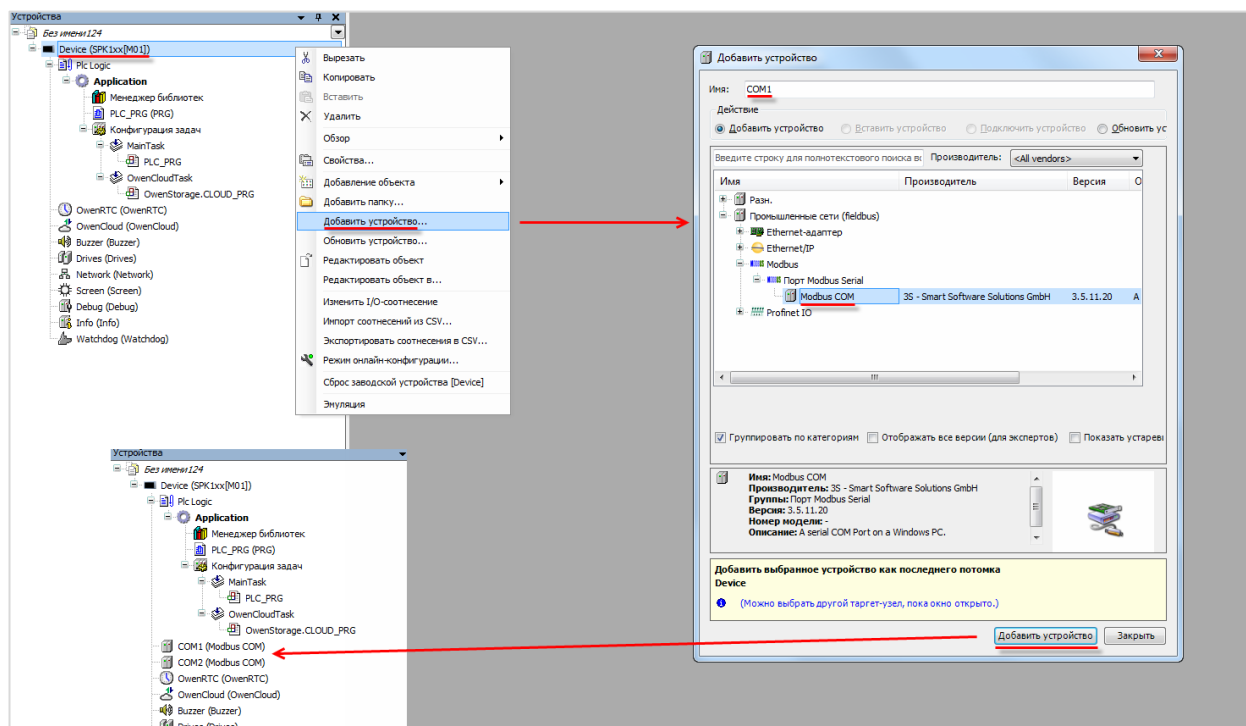 Устройства
Без имени124
Device (SPK1xx[M01])
Plc Logic
Application
Менеджер библиотек
PLC_PRG (PRG)
Конфигурация задач
MainTask
PLC_PRG
OwenCloudTask
OwenStorage.CLOUD_PRG
OwenRTC (OwenRTC)
OwenCloud (OwenCloud)
Buzzer (Buzzer)
Drives (Drives)
Network (Network)
Screen (Screen)
Debug (Debug)
Info (Info)
Watchdog (Watchdog)
Вырезать
Копировать
Вставить
Удалить
Обзор
Свойства...
Добавление объекта
Добавить папку...
Добавить устройство...
Обновить устройство...
Редактировать объект
Редактировать объект в...
Изменить I/O-соотнесение
Импорт соотнесений из CSV...
Экспортировать соотнесения в CSV...
Режим онлайн-конфигурации...
Сброс заводской устройства [Device]
Эмуляция
Добавить устройство
Имя: COM1
Действие
Добавить устройство Вставить устройство Подключить устройство Обновить ус
Введите строку для полнотекстового поиска вс Производитель: <All vendors>
Имя Производитель Версия О
Разн.
Промышленные сети (fieldbus)
Ethernet-адаптер
Ethernet/IP
Modbus
Порт Modbus Serial
Modbus COM 3S - Smart Software Solutions GmbH 3.5.11.20 A
Profinet IO
Группировать по категориям Отображать все версии (для экспертов) Показать устареві
Имя: Modbus COM
Производитель: 3S - Smart Software Solutions GmbH
Группы: Порт Modbus Serial
Версия: 3.5.11.20
Номер модели: -
Описание: A serial COM Port on a Windows PC.
Добавить выбранное устройство как последнего потомка
Device
(Можно выбрать другой таргет-узел, пока окно открыто.)
Добавить устройство Закрыть
Устройства
Без имени124
Device (SPK1xx[M01])
Plc Logic
Application
Менеджер библиотек
PLC_PRG (PRG)
Конфигурация задач
MainTask
PLC_PRG
OwenCloudTask
OwenStorage.CLOUD_PRG
COM1 (Modbus COM)
COM2 (Modbus COM)
OwenRTC (OwenRTC)
OwenCloud (OwenCloud)
Buzzer (Buzzer)
Drives (Drives)